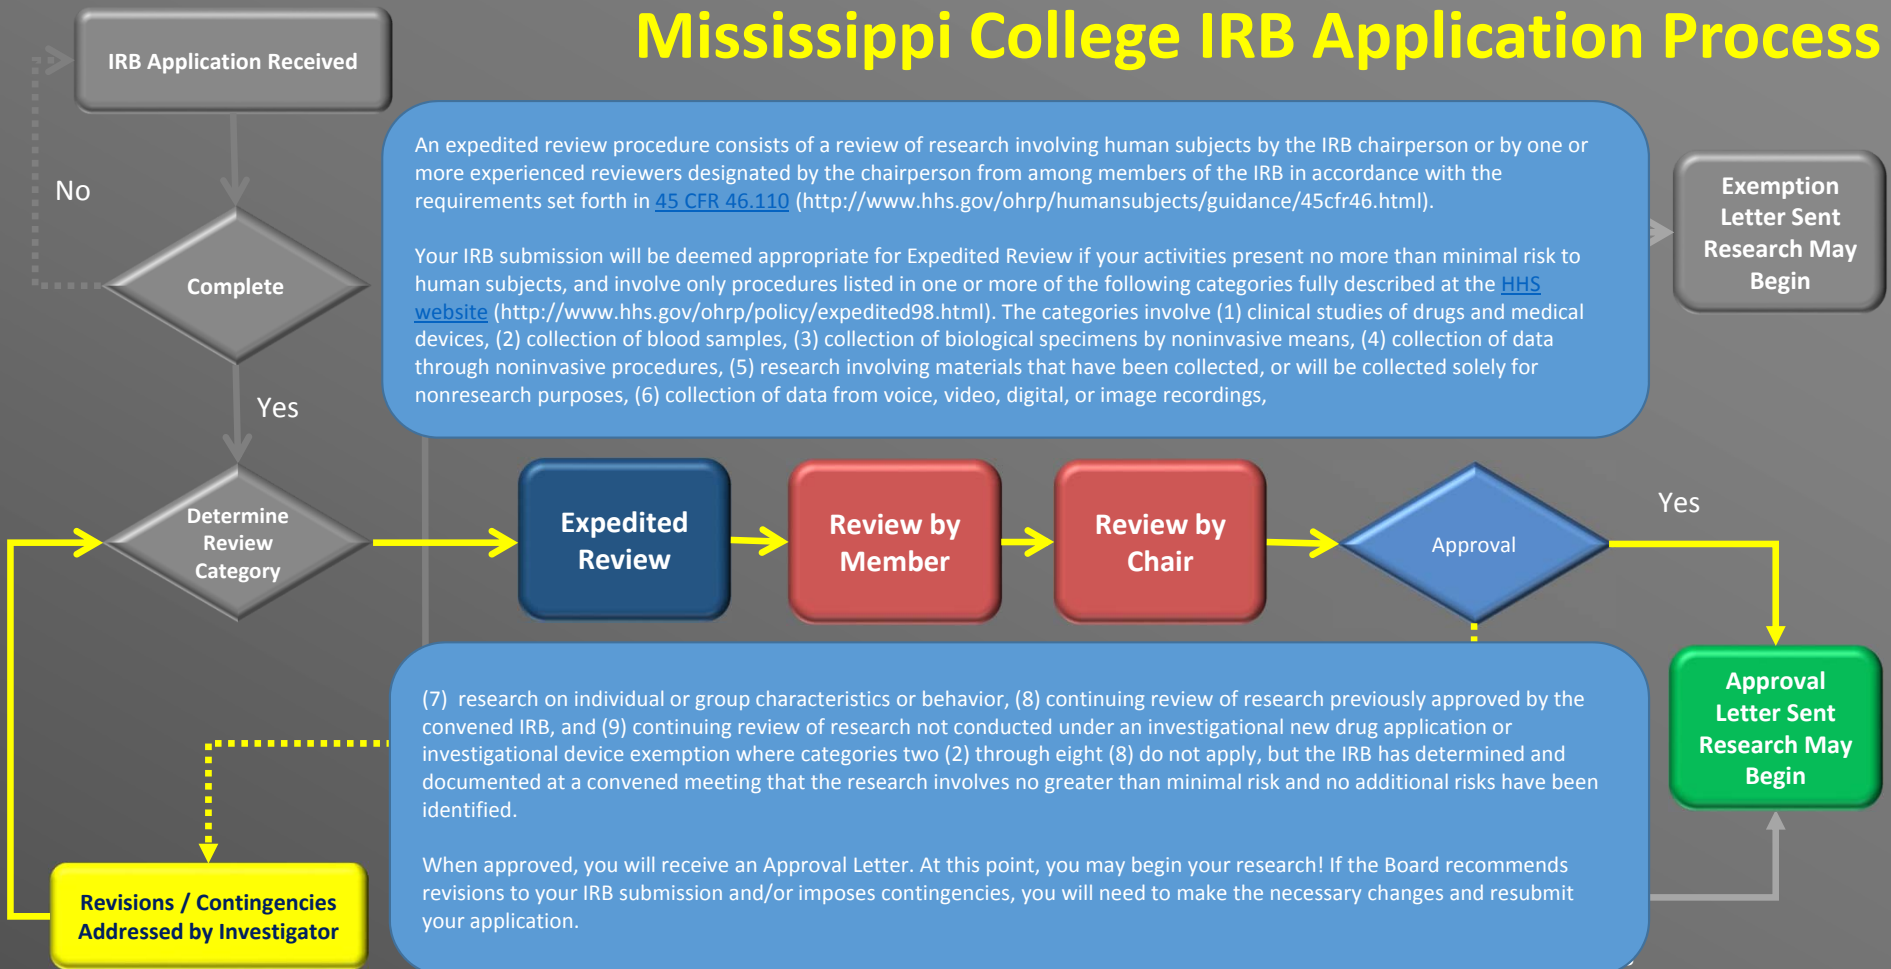 Mississippi College IRB Application Process
IRB Application Received
No
Complete
Yes
An expedited review procedure consists of a review of research involving human subjects by the IRB chairperson or by one or
more experienced reviewers designated by the chairperson from among members of the IRB in accordance with the
requirements set forth in 45 CFR 46.110 (http://www.hhs.gov/ohrp/humansubjects/guidance/45cfr46.html).
Your IRB submission will be deemed appropriate for Expedited Review if your activities present no more than minimal risk to
human subjects, and involve only procedures listed in one or more of the following categories fully described at the HHS
website (http://www.hhs.gov/ohrp/policy/expedited98.html). The categories involve (1) clinical studies of drugs and medical
devices, (2) collection of blood samples, (3) collection of biological specimens by noninvasive means, (4) collection of data
through noninvasive procedures, (5) research involving materials that have been collected, or will be collected solely for
nonresearch purposes, (6) collection of data from voice, video, digital, or image recordings,
Exemption
Letter Sent
Research May
Begin
Determine
Review
Category
Expedited
Review
Review by
Member
Review by
Chair
Approval
Yes
(7) research on individual or group characteristics or behavior, (8) continuing review of research previously approved by the
convened IRB, and (9) continuing review of research not conducted under an investigational new drug application or
investigational device exemption where categories two (2) through eight (8) do not apply, but the IRB has determined and
documented at a convened meeting that the research involves no greater than minimal risk and no additional risks have been
identified.
When approved, you will receive an Approval Letter. At this point, you may begin your research! If the Board recommends
revisions to your IRB submission and/or imposes contingencies, you will need to make the necessary changes and resubmit
your application.
Approval
Letter Sent
Research May
Begin
Revisions / Contingencies
Addressed by Investigator